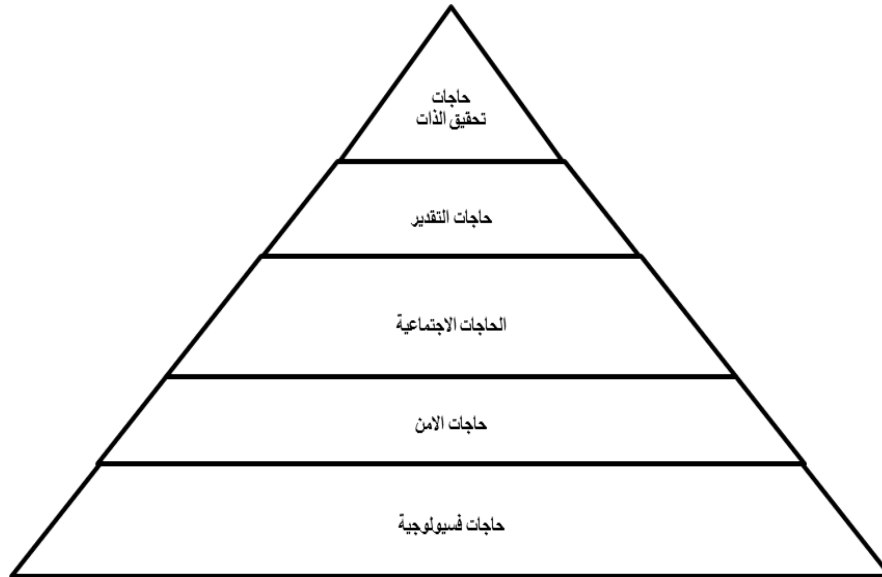 حاجات
تحقيق الذات
حاجات التقدير
الحاجات الاجتماعية
حاجات الامن
حاجات فسيولوجية